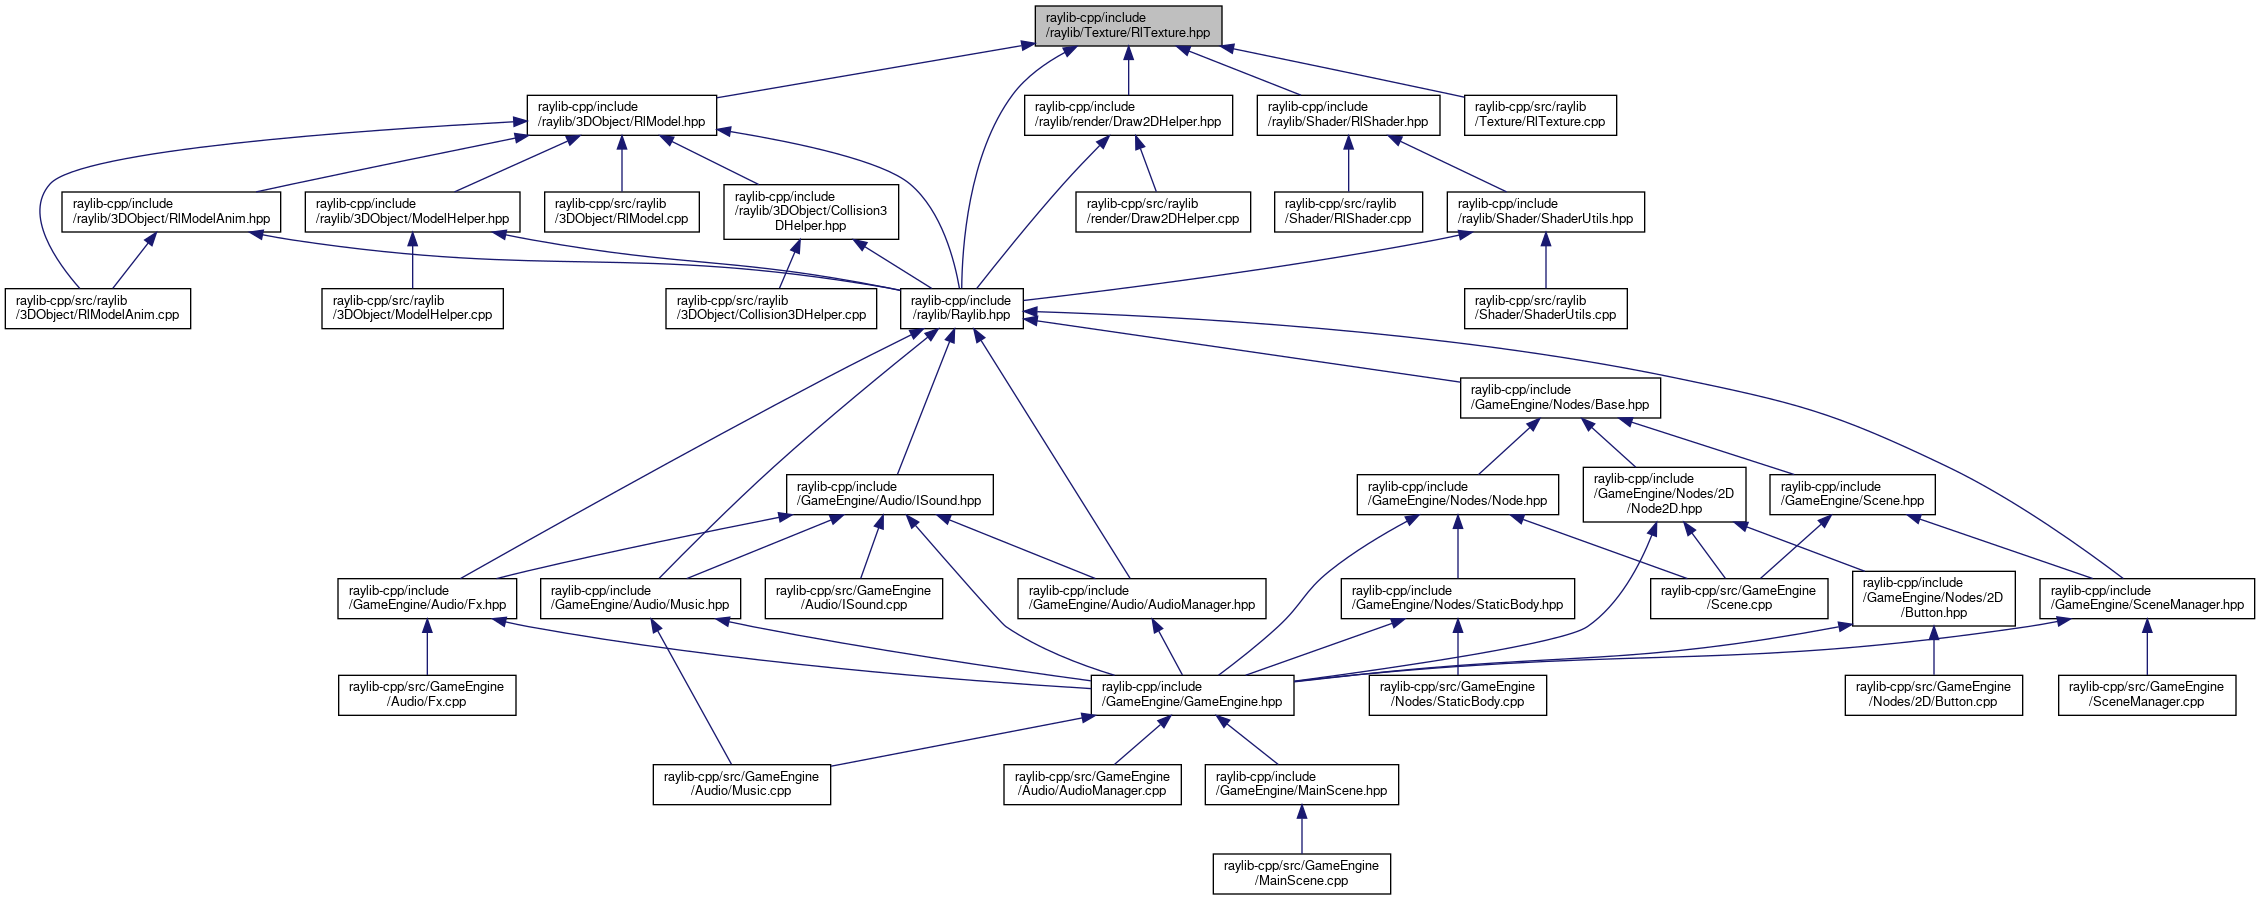 raylib-cpp/include
/raylib/Texture/RlTexture.hpp
raylib-cpp/include
/raylib/3DObject/RlModel.hpp
raylib-cpp/include
/raylib/render/Draw2DHelper.hpp
raylib-cpp/include
/raylib/Shader/RlShader.hpp
raylib-cpp/src/raylib
/Texture/RlTexture.cpp
raylib-cpp/include
/raylib/3DObject/RlModelAnim.hpp
raylib-cpp/include
/raylib/3DObject/ModelHelper.hpp
raylib-cpp/src/raylib
/3DObject/RlModel.cpp
raylib-cpp/include
/raylib/3DObject/Collision3
DHelper.hpp
raylib-cpp/src/raylib
/render/Draw2DHelper.cpp
raylib-cpp/src/raylib
/Shader/RlShader.cpp
raylib-cpp/include
/raylib/Shader/ShaderUtils.hpp
raylib-cpp/src/raylib
/3DObject/RlModelAnim.cpp
raylib-cpp/src/raylib
/3DObject/ModelHelper.cpp
raylib-cpp/src/raylib
/3DObject/Collision3DHelper.cpp
raylib-cpp/include
/raylib/Raylib.hpp
raylib-cpp/src/raylib
/Shader/ShaderUtils.cpp
raylib-cpp/include
/GameEngine/Nodes/Base.hpp
raylib-cpp/include
/GameEngine/Audio/ISound.hpp
raylib-cpp/include
/GameEngine/Nodes/Node.hpp
raylib-cpp/include
/GameEngine/Nodes/2D
/Node2D.hpp
raylib-cpp/include
/GameEngine/Scene.hpp
raylib-cpp/include
/GameEngine/Audio/Fx.hpp
raylib-cpp/include
/GameEngine/Audio/Music.hpp
raylib-cpp/src/GameEngine
/Audio/ISound.cpp
raylib-cpp/include
/GameEngine/Audio/AudioManager.hpp
raylib-cpp/include
/GameEngine/Nodes/StaticBody.hpp
raylib-cpp/src/GameEngine
/Scene.cpp
raylib-cpp/include
/GameEngine/Nodes/2D
/Button.hpp
raylib-cpp/include
/GameEngine/SceneManager.hpp
raylib-cpp/src/GameEngine
/Audio/Fx.cpp
raylib-cpp/include
/GameEngine/GameEngine.hpp
raylib-cpp/src/GameEngine
/Nodes/StaticBody.cpp
raylib-cpp/src/GameEngine
/Nodes/2D/Button.cpp
raylib-cpp/src/GameEngine
/SceneManager.cpp
raylib-cpp/src/GameEngine
/Audio/Music.cpp
raylib-cpp/src/GameEngine
/Audio/AudioManager.cpp
raylib-cpp/include
/GameEngine/MainScene.hpp
raylib-cpp/src/GameEngine
/MainScene.cpp